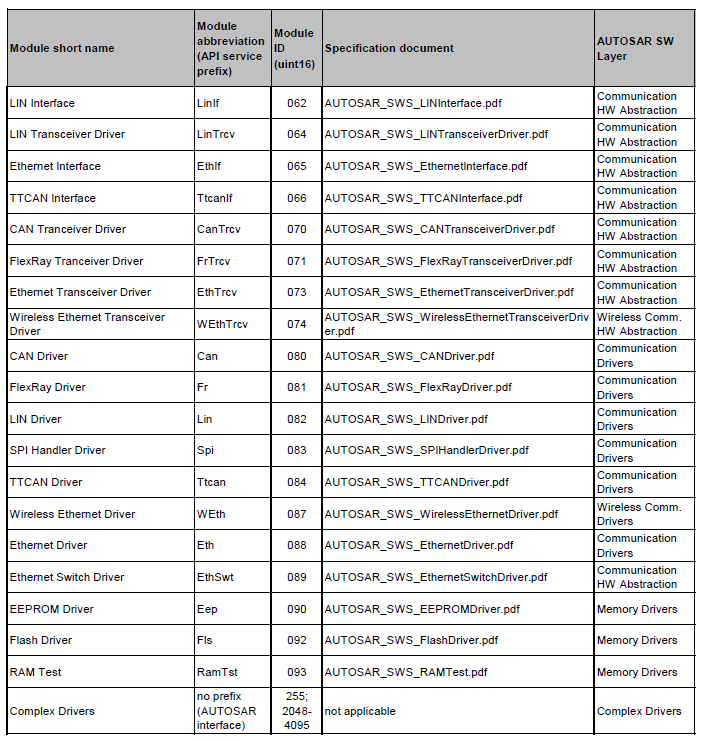 Module short name
Module
abbreviation
(API service
prefix)
Module
ID
(uint16)
Specification document
AUTOSAR SW
Layer
LIN Interface
LinIf
062
AUTOSAR_SWS_LINInterface.pdf
Communication
HW Abstraction
LIN Transceiver Driver
LinTrcv
064
AUTOSAR_SWS_LINTransceiverDriver.pdf
Communication
HW Abstraction
Ethernet Interface
EthIf
065
AUTOSAR_SWS_EthernetInterface.pdf
Communication
HW Abstraction
TTCAN Interface
TtcanIf
066
AUTOSAR_SWS_TTCANInterface.pdf
Communication
HW Abstraction
CAN Tranceiver Driver
CanTrcv
070
AUTOSAR_SWS_CANTransceiverDriver.pdf
Communication
HW Abstraction
FlexRay Tranceiver Driver
FrTrcv
071
AUTOSAR_SWS_FlexRayTransceiverDriver.pdf
Communication
HW Abstraction
Ethernet Transceiver Driver
EthTrcv
073
AUTOSAR_SWS_EthernetTransceiverDriver.pdf
Communication
HW Abstraction
Wireless Ethernet Transceiver
Driver
WEthTrcv
074
AUTOSAR_SWS_WirelessEthernetTransceiverDriv
er.pdf
Wireless Comm.
HW Abstraction
CAN Driver
Can
080
AUTOSAR_SWS_CANDriver.pdf
Communication
Drivers
FlexRay Driver
Fr
081
AUTOSAR_SWS_FlexRayDriver.pdf
Communication
Drivers
LIN Driver
Lin
082
AUTOSAR_SWS_LINDriver.pdf
Communication
Drivers
SPI Handler Driver
Spi
083
AUTOSAR_SWS_SPIHandlerDriver.pdf
Communication
Drivers
TTCAN Driver
Ttcan
084
AUTOSAR_SWS_TTCANDriver.pdf
Communication
Drivers
Wireless Ethernet Driver
WEth
087
AUTOSAR_SWS_WirelessEthernetDriver.pdf
Wireless Comm.
Drivers
Ethernet Driver
Eth
088
AUTOSAR_SWS_EthernetDriver.pdf
Communication
Drivers
Ethernet Switch Driver
EthSwt
089
AUTOSAR_SWS_EthernetSwitchDriver.pdf
Communication
HW Abstraction
EEPROM Driver
Eep
090
AUTOSAR_SWS_EEPROMDriver.pdf
Memory Drivers
Flash Driver
Fls
092
AUTOSAR_SWS_FlashDriver.pdf
Memory Drivers
RAM Test
RamTst
093
AUTOSAR_SWS_RAMTest.pdf
Memory Drivers
Complex Drivers
no prefix
(AUTOSAR
interface)
255;
2048-
4095
not applicable
Complex Drivers